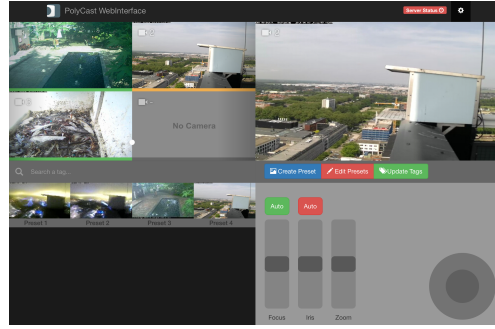 PolyCast WebInterface
Server Status
No Camera
Search a tag...
Create Preset
Edit Presets
Update Tags
Preset 1
Preset 2
Preset 3
Preset 4
Auto
Auto
Focus
Iris
Zoom